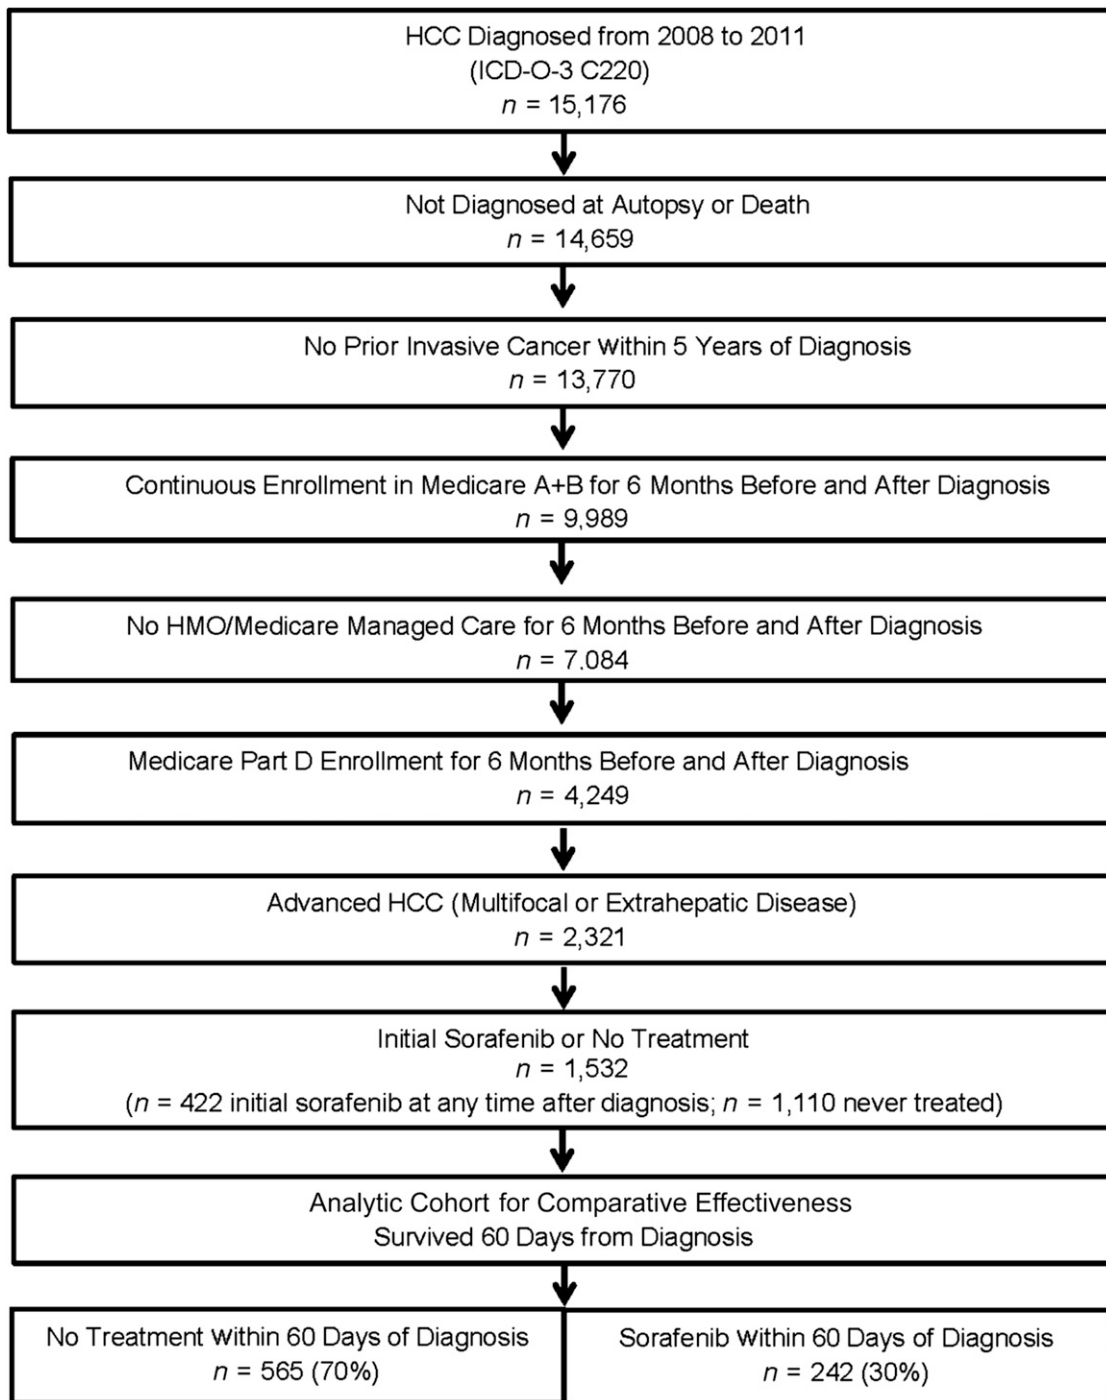 HCC Diagnosed from 2008 to 2011
(ICD-O-3 C220)
n = 15,176
Not Diagnosed at Autopsy or Death
n = 14,659
No Prior Invasive Cancer within 5 Years of Diagnosis
n = 13,770
Continuous Enrollment in Medicare A+B for 6 Months Before and After Diagnosis
n = 9,989
No HMO/Medicare Managed Care for 6 Months Before and After Diagnosis
n = 7.084
Medicare Part D Enrollment for 6 Months Before and After Diagnosis
n = 4,249
Advanced HCC (Multifocal or Extrahepatic Disease)
n = 2,321
Initial Sorafenib or No Treatment
n = 1,532
(n = 422 initial sorafenib at any time after diagnosis; n = 1,110 never treated)
Analytic Cohort for Comparative Effectiveness
Survived 60 Days from Diagnosis
No Treatment within 60 Days of Diagnosis
n = 565 (70%)
Sorafenib within 60 Days of Diagnosis
n = 242 (30%)